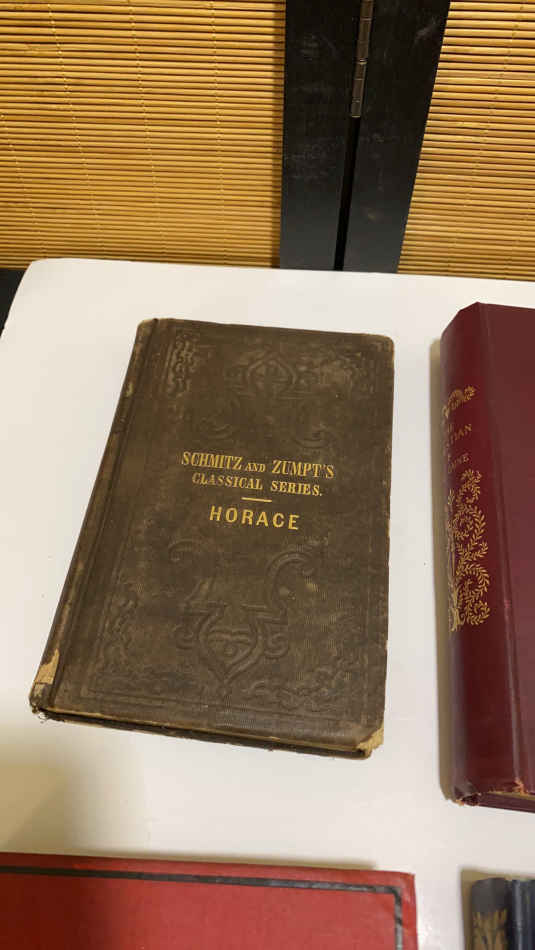 SCHMITZ AND ZUMPT'S
CLASSICAL SERIES.
HORACE